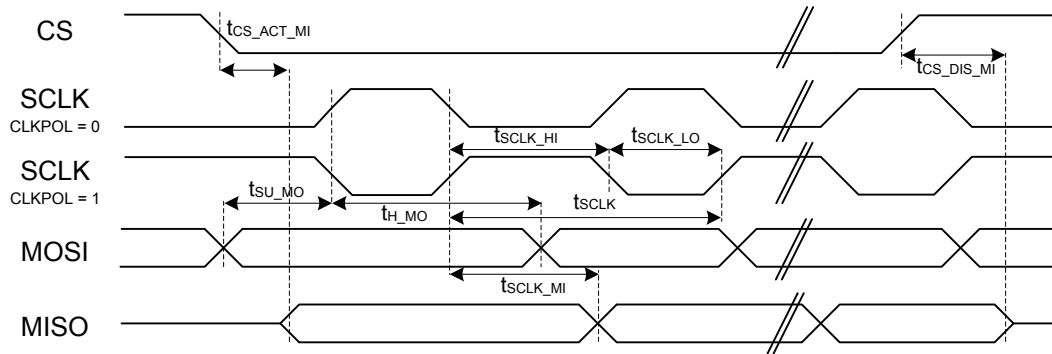 CS
tCS_ACT_MI
tCS_DIS_MI
SCLK
CLKPOL = 0
tSCLK_HI
tSCLK_LO
SCLK
CLKPOL = 1
tSU_MO
tH_MO
tSCLK
MOSI
tSCLK_MI
MISO